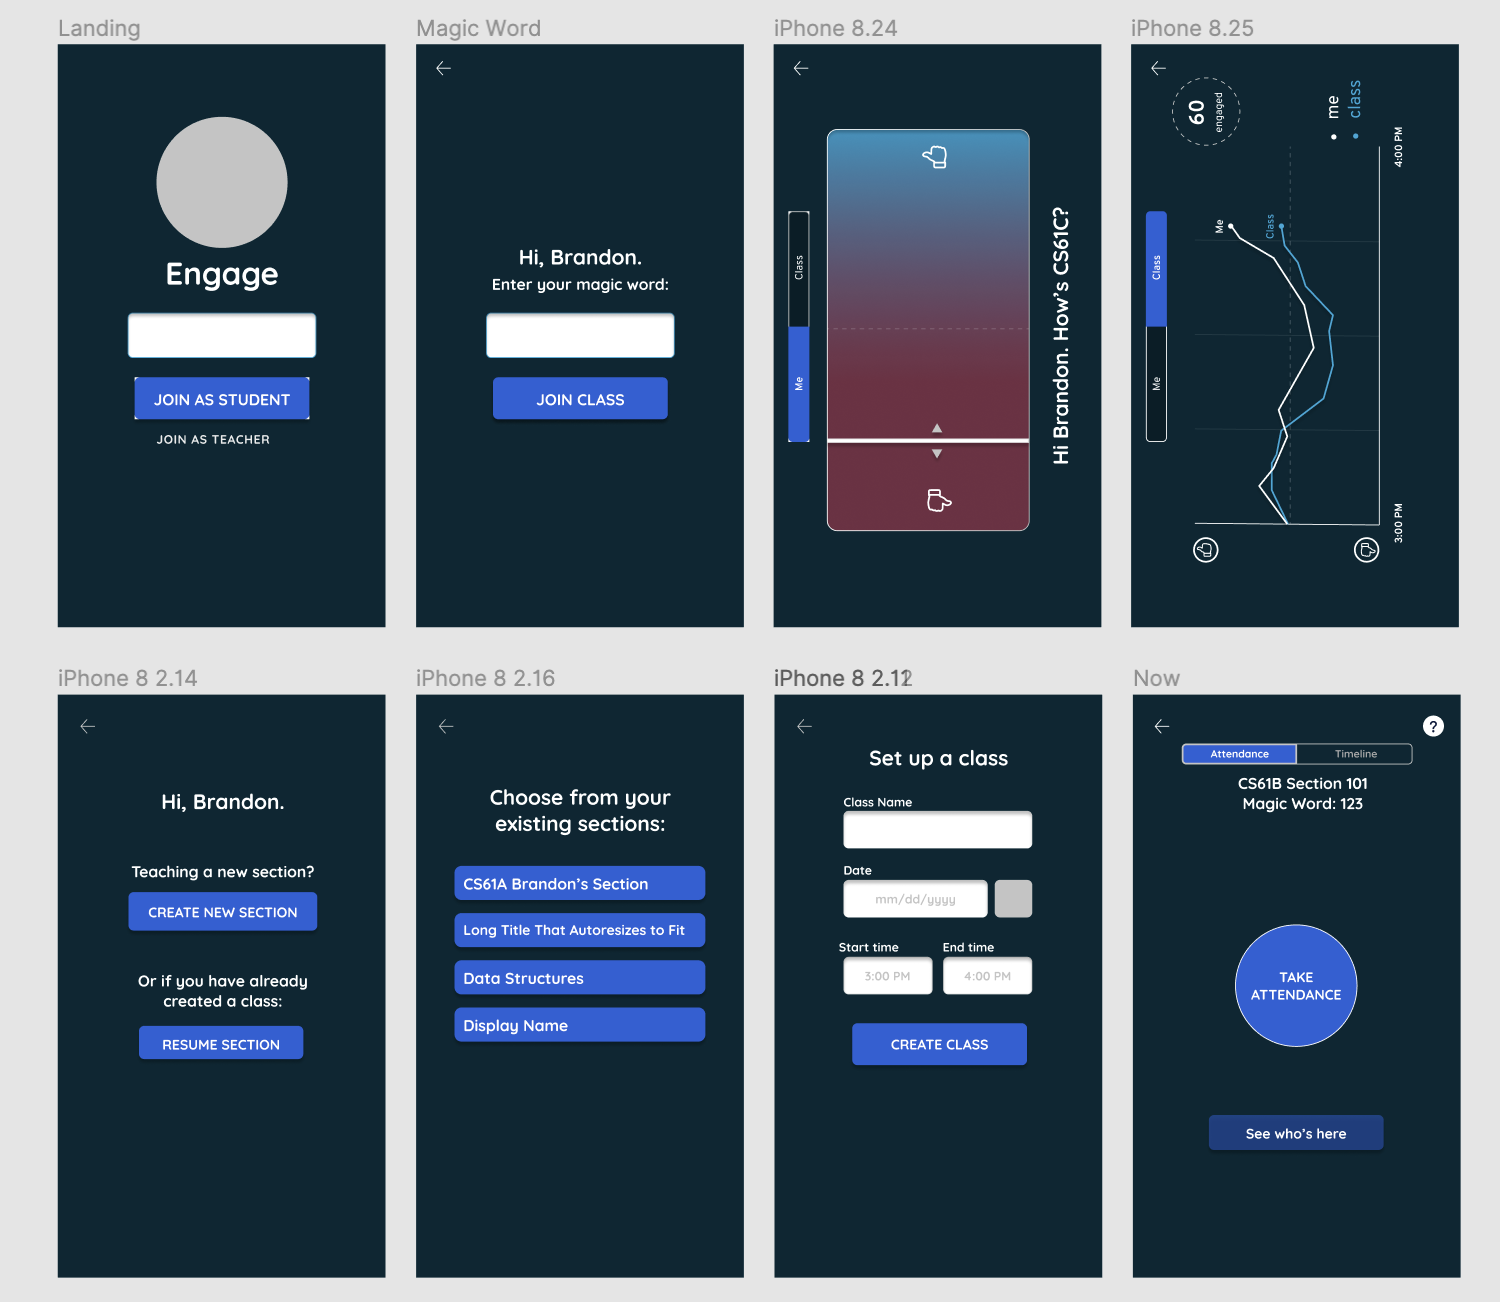 Landing
Engage
JOIN AS STUDENT
JOIN AS TEACHER
Magic Word
Hi, Brandon.
Enter your magic word:
JOIN CLASS
iPhone 8.24
Class
Me
Hi Brandon. How's CS61C?
iPhone 8.25
60
engaged
me
class
4:00 PM
Class
Me
Me
Class
3:00 PM
iPhone 8 2.14
Hi, Brandon.
Teaching a new section?
CREATE NEW SECTION
Or if you have already
created a class:
RESUME SECTION
iPhone 8 2.16
Choose from your
existing sections:
CS61A Brandon's Section
Long Title That Autoresizes to Fit
Data Structures
Display Name
iPhone 8 2.1
Set up a class
Class Name
Date
mm/dd/yyyy
Start time
End time
3:00 PM
4:00 PM
CREATE CLASS
Now
?
Attendance
Timeline
CS61B Section 101
Magic Word: 123
TAKE
ATTENDANCE
See who's here